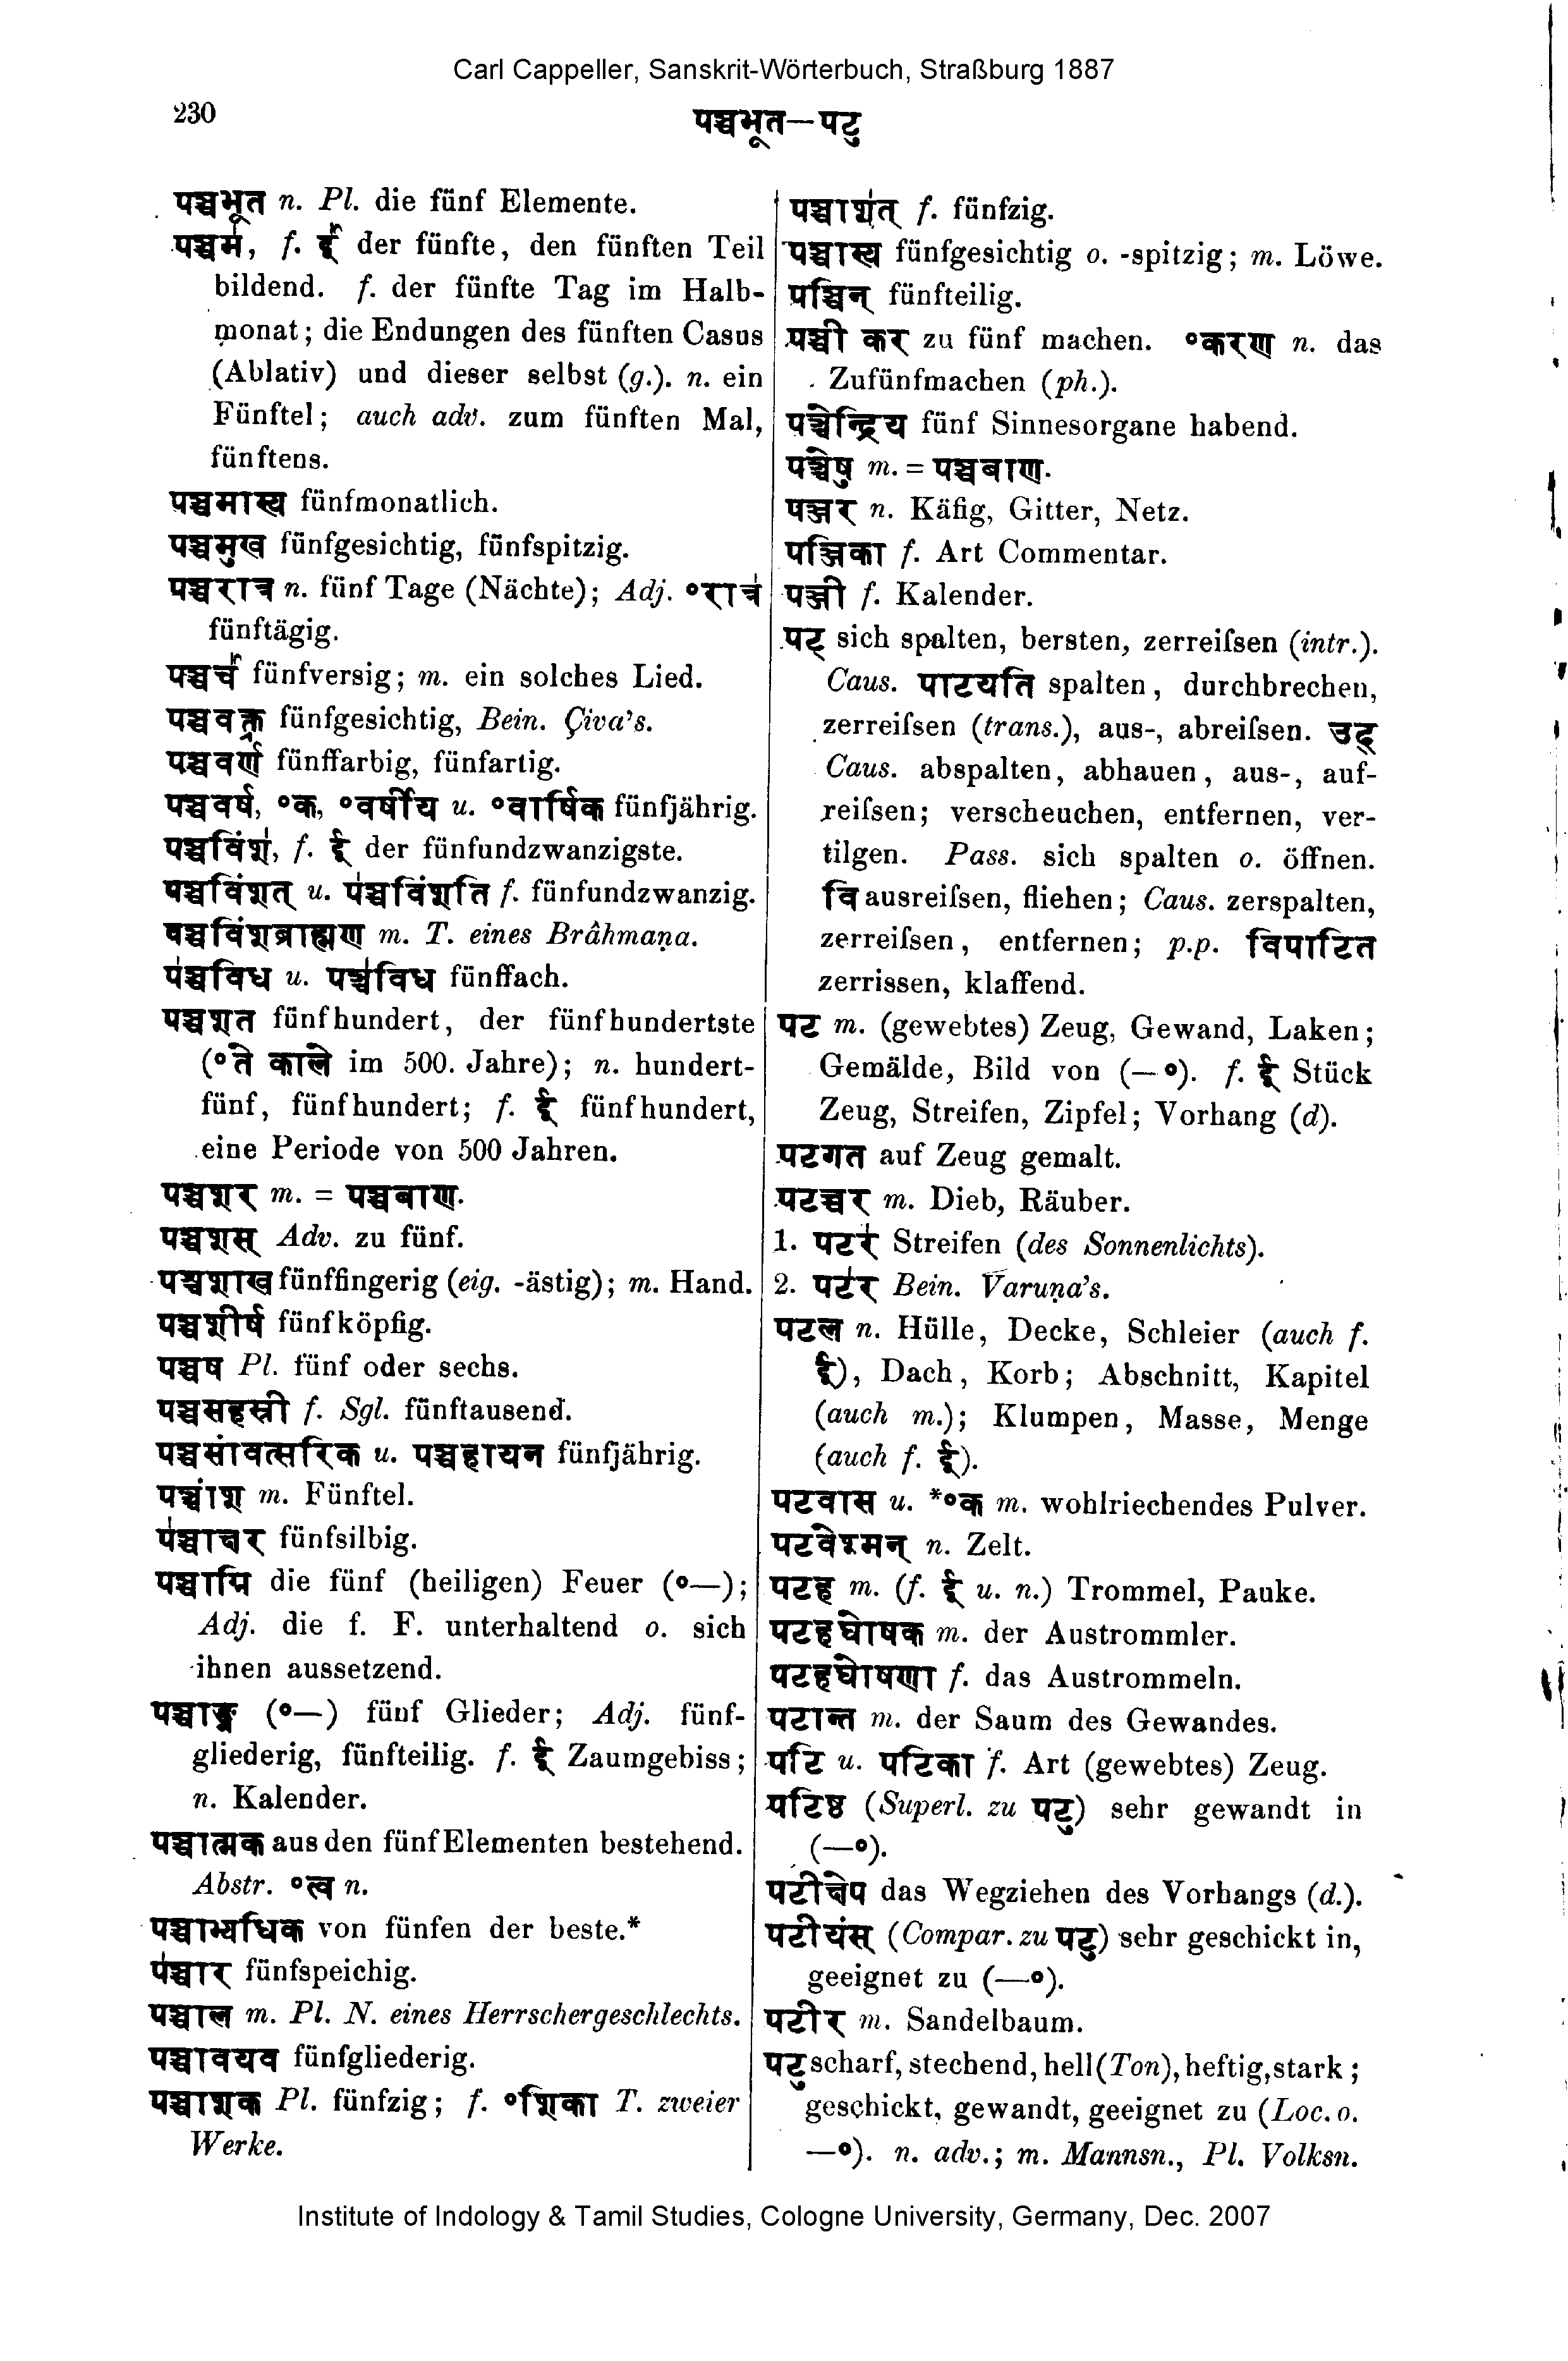 Carl Cappeller, Sanskrit-Wörterbuch, Straßburg 1887
230
पञ्चभूत—पटु
पञ्चभूत n. Pl. die fünf Elemente.
पञ्चम॑, f. ई॑ der fünfte, den fünften Teil
bildend. f. der fünfte Tag im Halb-
monat; die Endungen des fünften Casus
(Ablativ) und dieser selbst (g.). n. ein
Fünftel; auch adv. zum fünften Mal,
fünftens.
पञ्चमास्य fünfmonatlich.
पञ्चमुख fünfgesichtig, fünfspitzig.
पञ्चरात्र n. fünf Tage (Nächte); Adj. °रात्र॑
fünftägig.
पञ्चर्च॑ fünfversig; m. ein solches Lied.
पञ्चवक्त्र fünfgesichtig, Bein. Çiva's.
पञ्चवर्ण fünffarbig, fünfartig.
पञ्चवर्ष, °क, °वर्षीय u. °वार्षिक fünfjährig.
पञ्चविंश॑, f. ई der fünfundzwanzigste.
पञ्चविंशत् u. प॑ञ्चविंशति f. fünfundzwanzig.
पञ्चविंशब्राह्मण m. T. eines Brâhmaṇa.
प॑ञ्चविध u. पञ्च॑विध fünffach.
पञ्चशत fünfhundert, der fünfhundertste
(°ते काले im 500. Jahre); n. hundert-
fünf, fünfhundert; f. ई fünfhundert,
eine Periode von 500 Jahren.
पञ्चशर m. = पञ्चबाण.
पञ्चशस् Adv. zu fünf.
पञ्चशाख fünffingerig (eig. -ästig); m. Hand.
पञ्चशीर्ष fünfköpfig.
पञ्चष Pl. fünf oder sechs.
पञ्चसहस्री f. Sgl. fünftausend.
पञ्चसांवत्सरिक u. पञ्चहायन fünfjährig.
पञ्चांश m. Fünftel.
प॑ञ्चाक्षर fünfsilbig.
पञ्चाग्नि die fünf (heiligen) Feuer (°—);
Adj. die f. F. unterhaltend o. sich
ihnen aussetzend.
पञ्चाङ्ग (°—) fünf Glieder; Adj. fünf-
gliederig, fünfteilig. f. ई Zaumgebiss;
n. Kalender.
पञ्चात्मक aus den fünf Elementen bestehend.
Abstr. °त्व n.
पञ्चाभ्यधिक von fünfen der beste.*
प॑ञ्चार fünfspeichig.
पञ्चाल m. Pl. N. eines Herrschergeschlechts.
पञ्चावयव fünfgliederig.
पञ्चाशक Pl. fünfzig; f. °शिका T. zweier
Werke.
पञ्चाश॑त् f. fünfzig.
पञ्चास्य fünfgesichtig o. -spitzig; m. Löwe.
पञ्चिन् fünfteilig.
पञ्ची कर zu fünf machen. °करण n. das
Zufünfmachen (ph.).
पञ्चेन्द्रिय fünf Sinnesorgane habend.
पञ्चेषु m. = पञ्चबाण.
पञ्जर n. Käfig, Gitter, Netz.
पञ्जिका f. Art Commentar.
पञ्जी f. Kalender.
पट् sich spalten, bersten, zerreiſsen (intr.).
Caus. पाटयति spalten, durchbrechen,
zerreiſsen (trans.), aus-, abreiſsen. उद्
Caus. abspalten, abhauen, aus-, auf-
reiſsen; verscheuchen, entfernen, ver-
tilgen. Pass. sich spalten o. öffnen.
वि ausreiſsen, fliehen; Caus. zerspalten,
zerreiſsen, entfernen; p.p. विपाटित
zerrissen, klaffend.
पट m. (gewebtes) Zeug, Gewand, Laken;
Gemälde, Bild von (—°). f. ई Stück
Zeug, Streifen, Zipfel; Vorhang (d).
पटगत auf Zeug gemalt.
पटच्चर m. Dieb, Räuber.
1. पटर॑ Streifen (des Sonnenlichts).
2. पट॑र Bein. Varuṇa's.
पटल n. Hülle, Decke, Schleier (auch f.
ई), Dach, Korb; Abschnitt, Kapitel
(auch m.); Klumpen, Masse, Menge
(auch f. ई).
पटवास u. *°क m. wohlriechendes Pulver.
पटवेश्मन् n. Zelt.
पटह m. (f. ई u. n.) Trommel, Pauke.
पटहघोषक m. der Austrommler.
पटहघोषणा f. das Austrommeln.
पटान्त m. der Saum des Gewandes.
पटि u. पटिका f. Art (gewebtes) Zeug.
पटिष्ठ (Superl. zu पटु) sehr gewandt in
(—°).
पटीक्षेप das Wegziehen des Vorhangs (d.).
पटीयंस् (Compar. zu पटु) sehr geschickt in,
geeignet zu (—°).
पटीर m. Sandelbaum.
पटु scharf, stechend, hell (Ton), heftig, stark;
geschickt, gewandt, geeignet zu (Loc. o.
—°). n. adv.; m. Mannsn., Pl. Volksn.
Institute of Indology & Tamil Studies, Cologne University, Germany, Dec. 2007